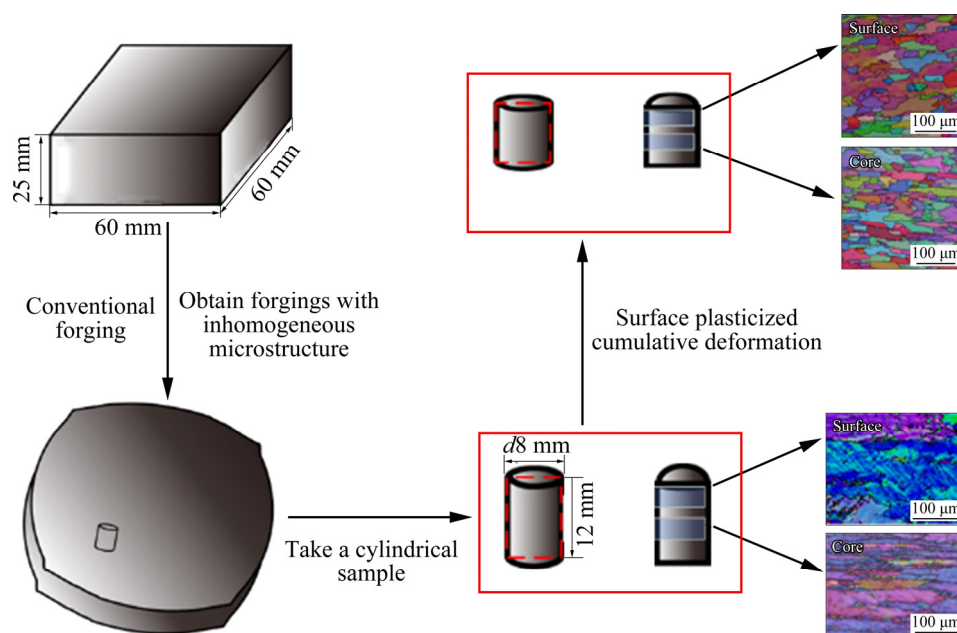 25 mm
60 mm
60 mm
Conventional
forging
Obtain forgings with
inhomogeneous
microstructure
Take a cylindrical
sample
d8 mm
12 mm
Surface plasticized
cumulative deformation
Surface
100 μm
Core
100 μm
Surface
100 μm
Core
100 μm